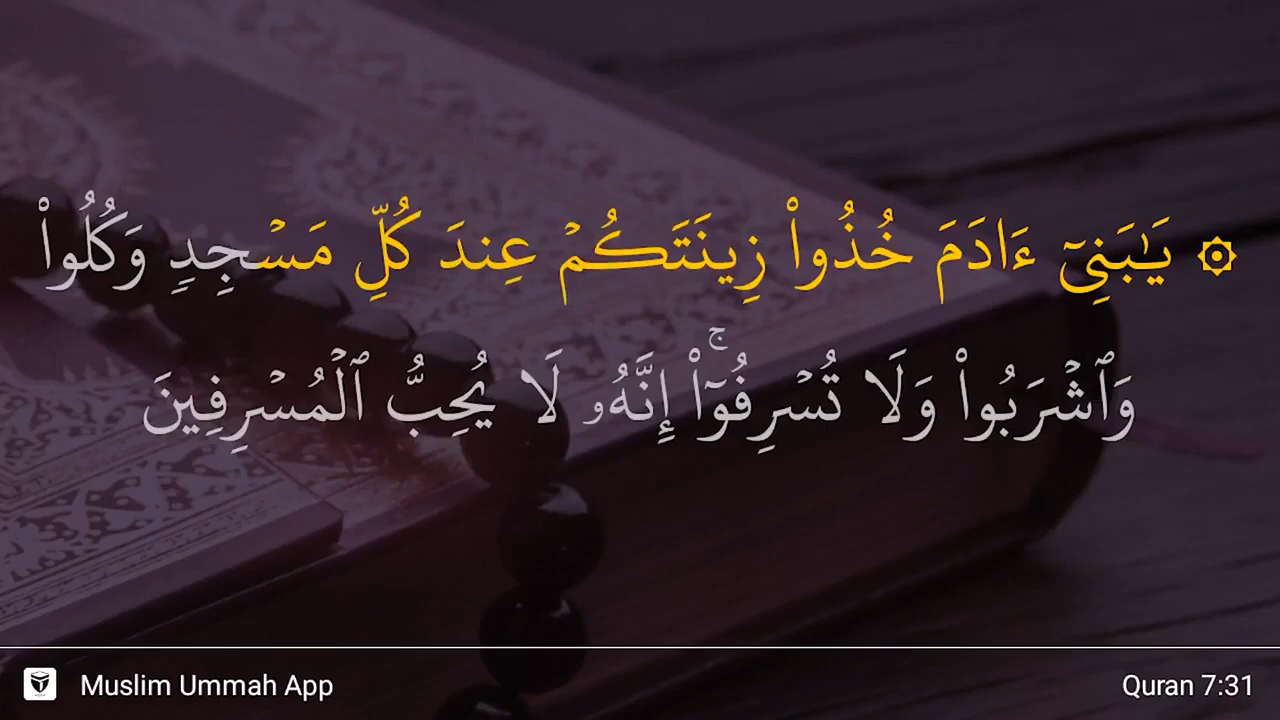 ۞ يَـٰبَنِىٓ ءَادَمَ خُذُوا۟ زِينَتَكُمْ عِندَ كُلِّ مَسْجِدٍ وَكُلُوا۟
وَٱشْرَبُوا۟ وَلَا تُسْرِفُوٓا۟ ۚ إِنَّهُۥ لَا يُحِبُّ ٱلْمُسْرِفِينَ
Muslim Ummah App
Quran 7:31